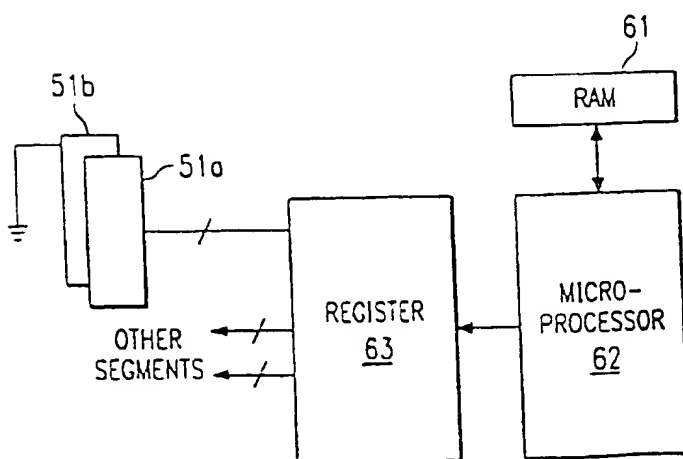 61
RAM
51b
51a
REGISTER
63
MICRO-
PROCESSOR
62
OTHER
SEGMENTS